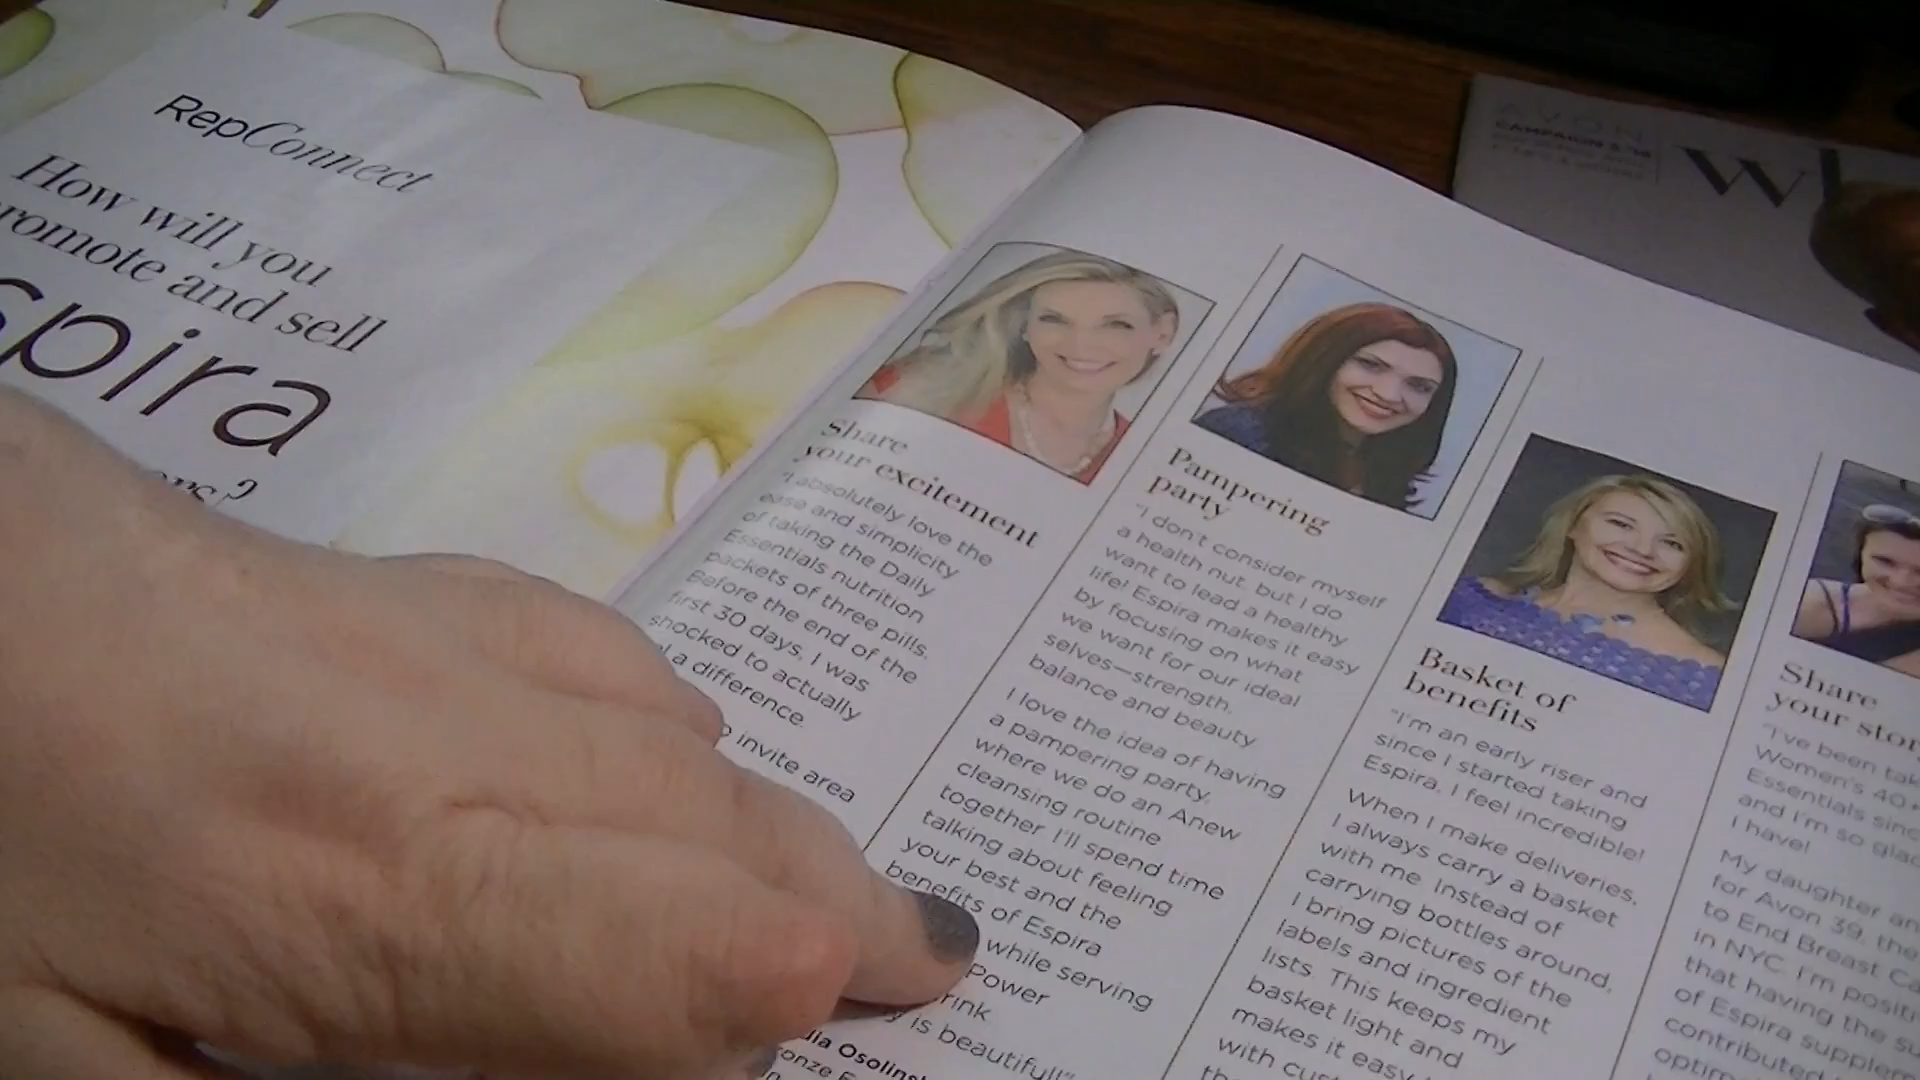 RepConnect
How will you
romote and sell
spira
ers?
AVON
CAMPAIGN
W
Share
your excitement
"I absolutely love the
ease and simplicity
of taking the Daily
Essentials nutrition
packets of three pills.
Before the end of the
first 30 days, I was
shocked to actually
a difference.
invite area
Pampering
party
"I don't consider myself
a health nut, but I do
want to lead a healthy
life! Espira makes it easy
by focusing on what
we want for our ideal
selves—strength,
balance and beauty
I love the idea of having
a pampering party,
where we do an Anew
cleansing routine
together. I'll spend time
talking about feeling
your best and the
benefits of Espira
while serving
Power
rink
is beautiful!"
Osolins
Basket of
benefits
"I'm an early riser and
since I started taking
Espira, I feel incredible!
When I make deliveries,
I always carry a basket
with me. Instead of
carrying bottles around,
I bring pictures of the
labels and ingredient
lists. This keeps my
basket light and
makes it easy
with cus
Share
your stor
"I've been tak
Women's 40+
Essentials sinc
and I'm so glad
I have!
My daughter an
for Avon 39, the
to End Breast Ca
in NYC. I'm positi
that having the su
of Espira supplem
contributed
optim